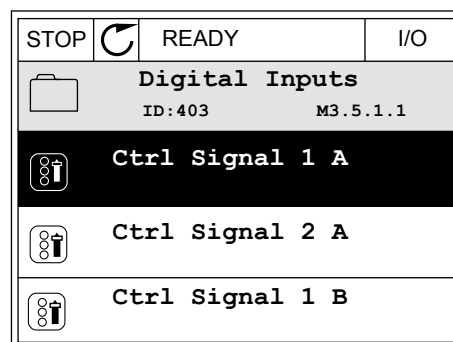 STOP READY I/O
Digital Inputs
ID:403 M3.5.1.1
Ctrl Signal 1 A
Ctrl Signal 2 A
Ctrl Signal 1 B